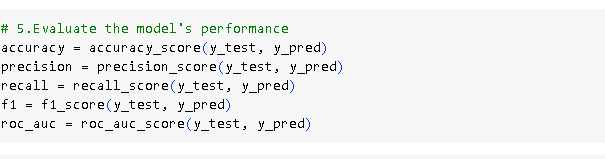 # 5.Evaluate the model's performance
accuracy = accuracy_score(y_test, y_pred)
precision = precision_score(y_test, y_pred)
recall = recall_score(y_test, y_pred)
f1 = f1_score(y_test, y_pred)
roc_auc = roc_auc_score(y_test, y_pred)